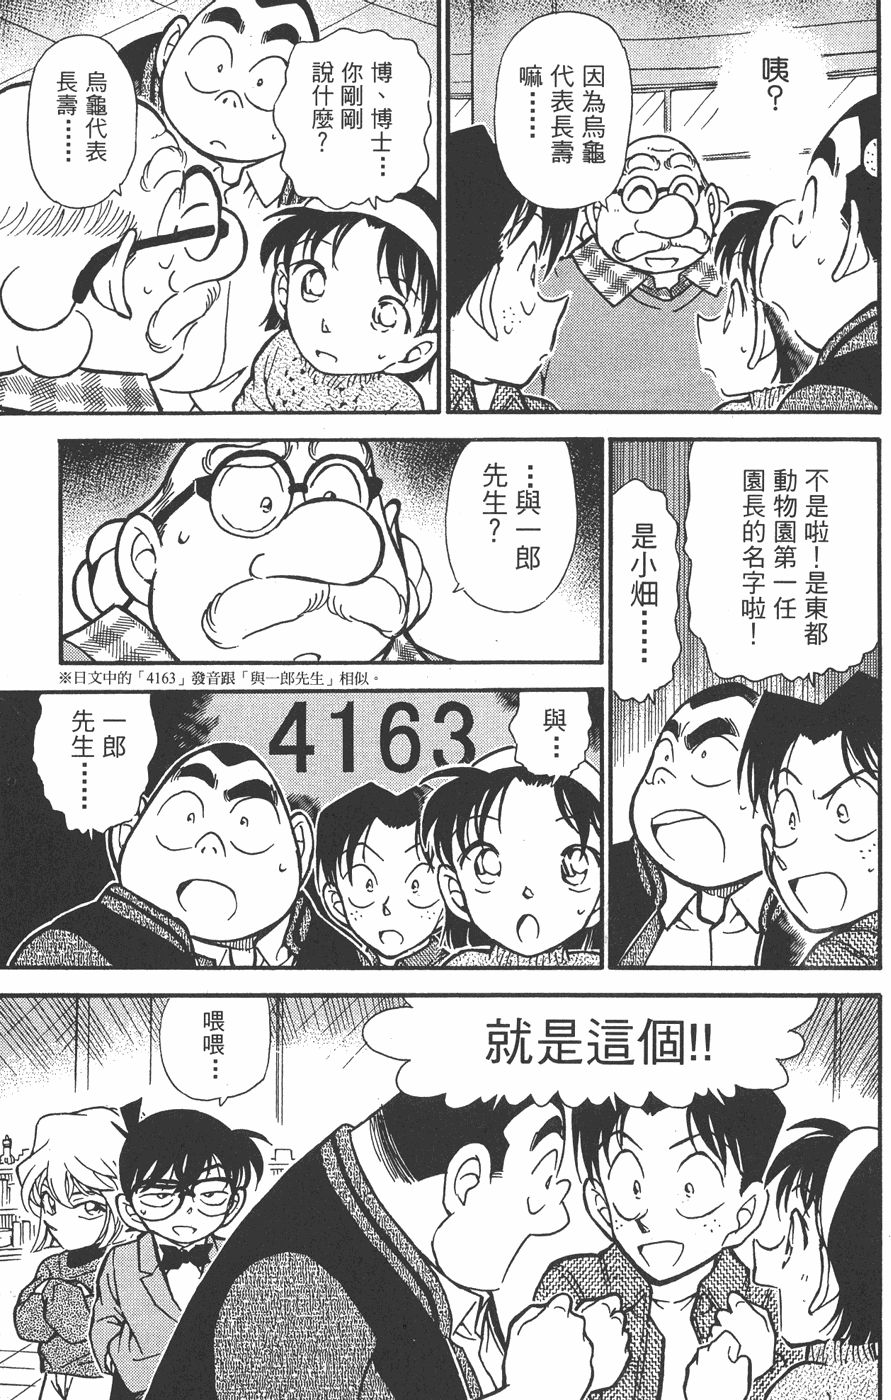 咦?
因為烏龜
代表長壽
嘛……
博、博士…
你剛剛
說什麼?
烏龜代表
長壽……
不是啦!是東都
動物園第一任
園長的名字啦!
是小畑……
…與一郎
先生?
※日文中的「4163」發音跟「與一郎先生」相似。
4163
與…
一郎
先生……
就是這個!!
喂喂…